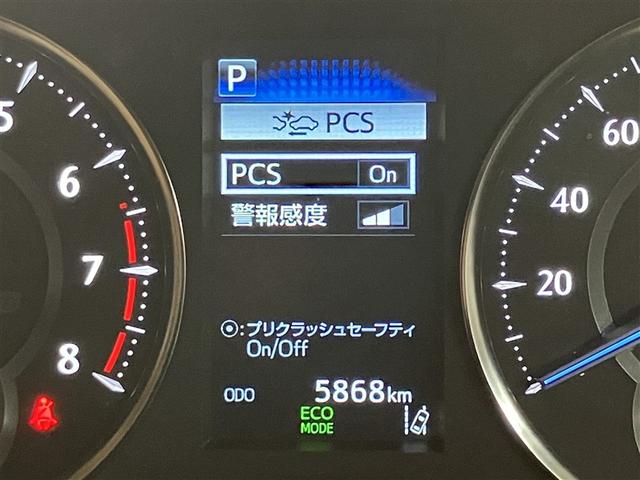 P
PCS
PCS On
警報感度
◉:プリクラッシュセーフティ
On/Off
ODO 5868km
ECO
MODE
5
6
7
8
60
40
20